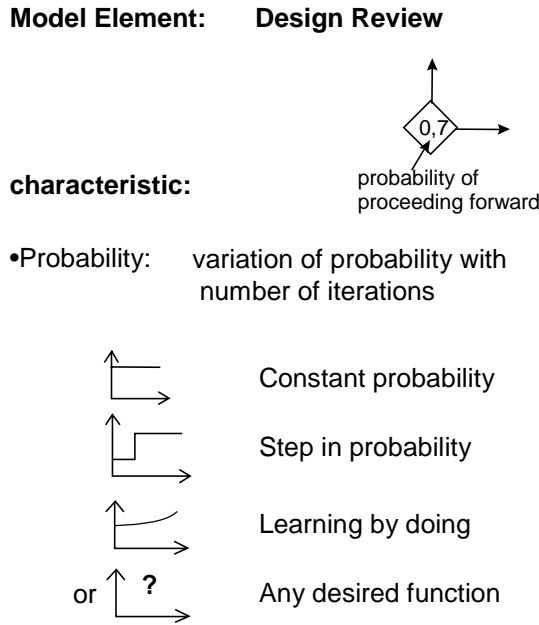 Model Element: Design Review
0,7
probability of
proceeding forward
characteristic:
•Probability: variation of probability with
number of iterations
Constant probability
Step in probability
Learning by doing
or ? Any desired function